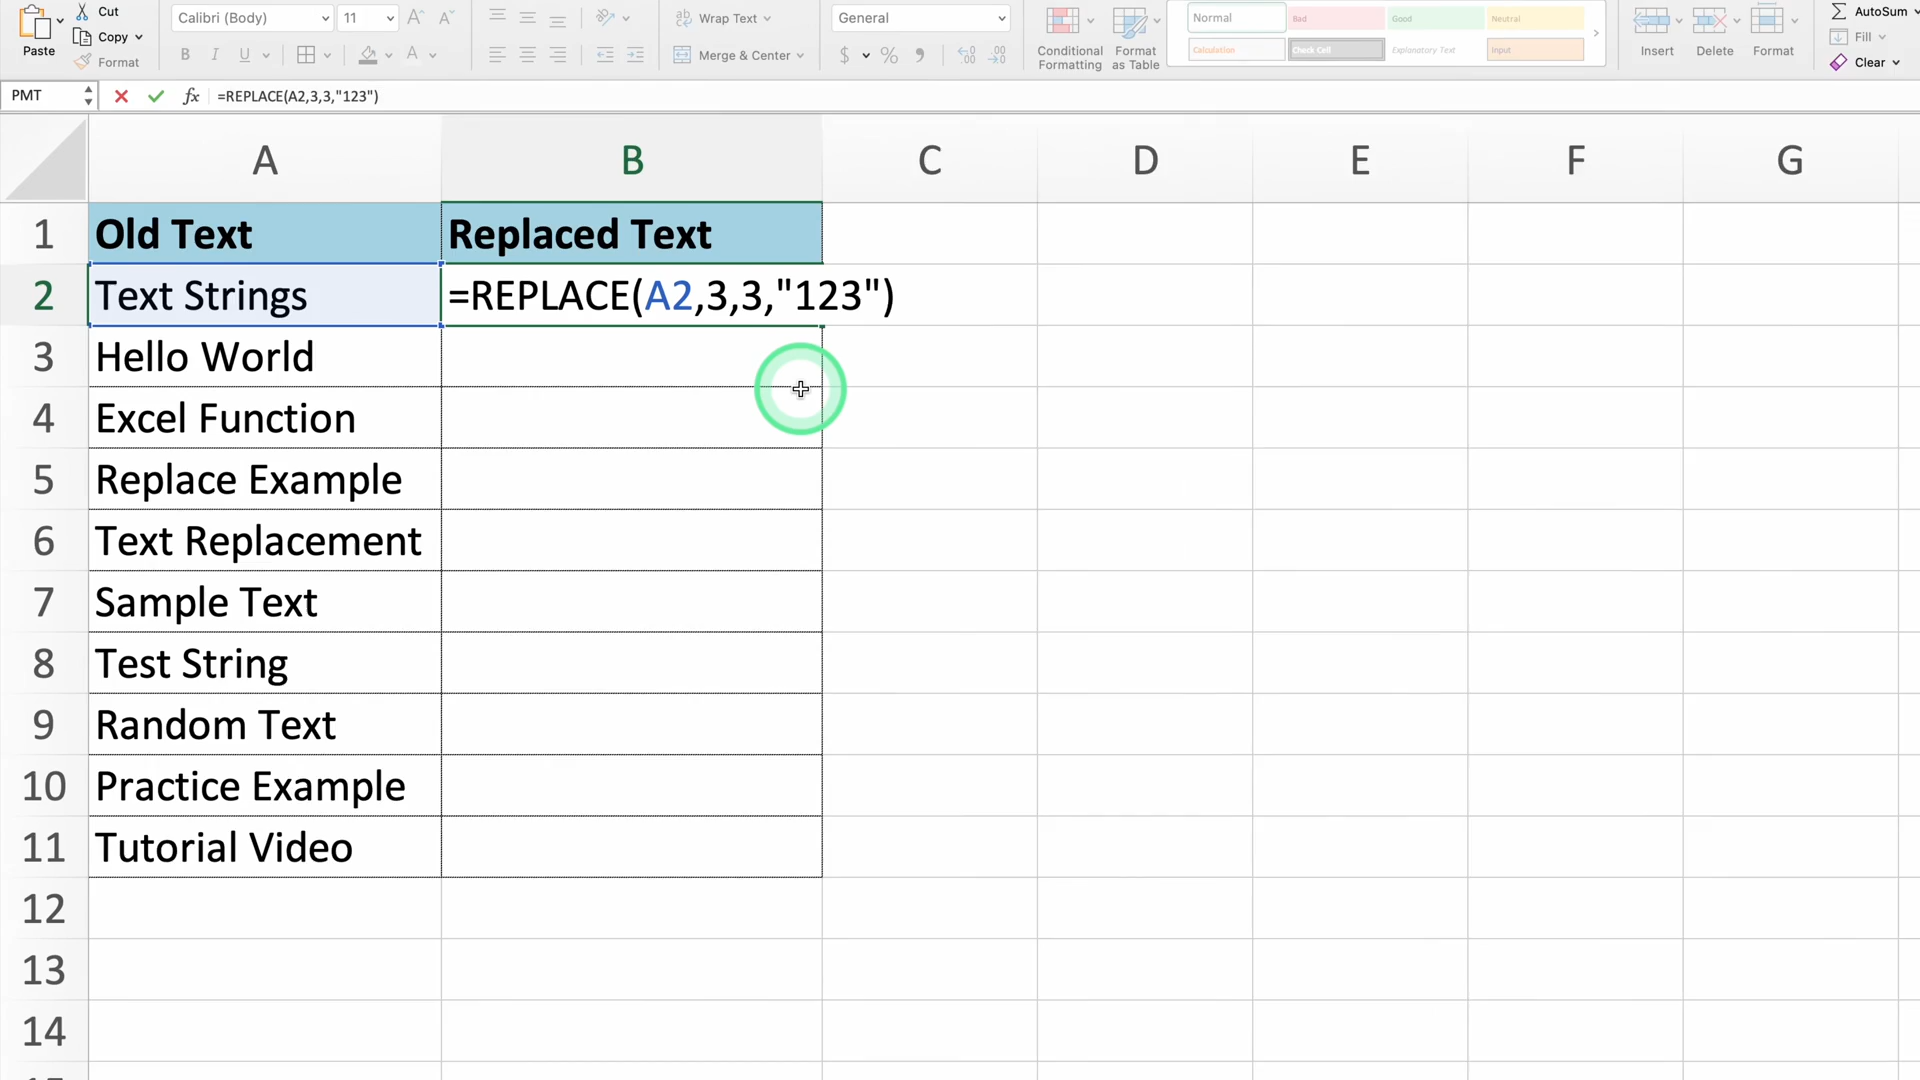 Cut
Calibri (Body) 11 Wrap Text General Normal Bad Good Neutral AutoSum
Paste Copy Conditional Formatting Format as Table Insert Delete Format Fill
Format B I U A Merge & Center $ % Calculation Check Cell Explanatory Text Input Clear
PMT fx =REPLACE(A2,3,3,"123")
A B C D E F G
1 Old Text Replaced Text
2 Text Strings =REPLACE(A2,3,3,"123")
3 Hello World
4 Excel Function
5 Replace Example
6 Text Replacement
7 Sample Text
8 Test String
9 Random Text
10 Practice Example
11 Tutorial Video
12
13
14